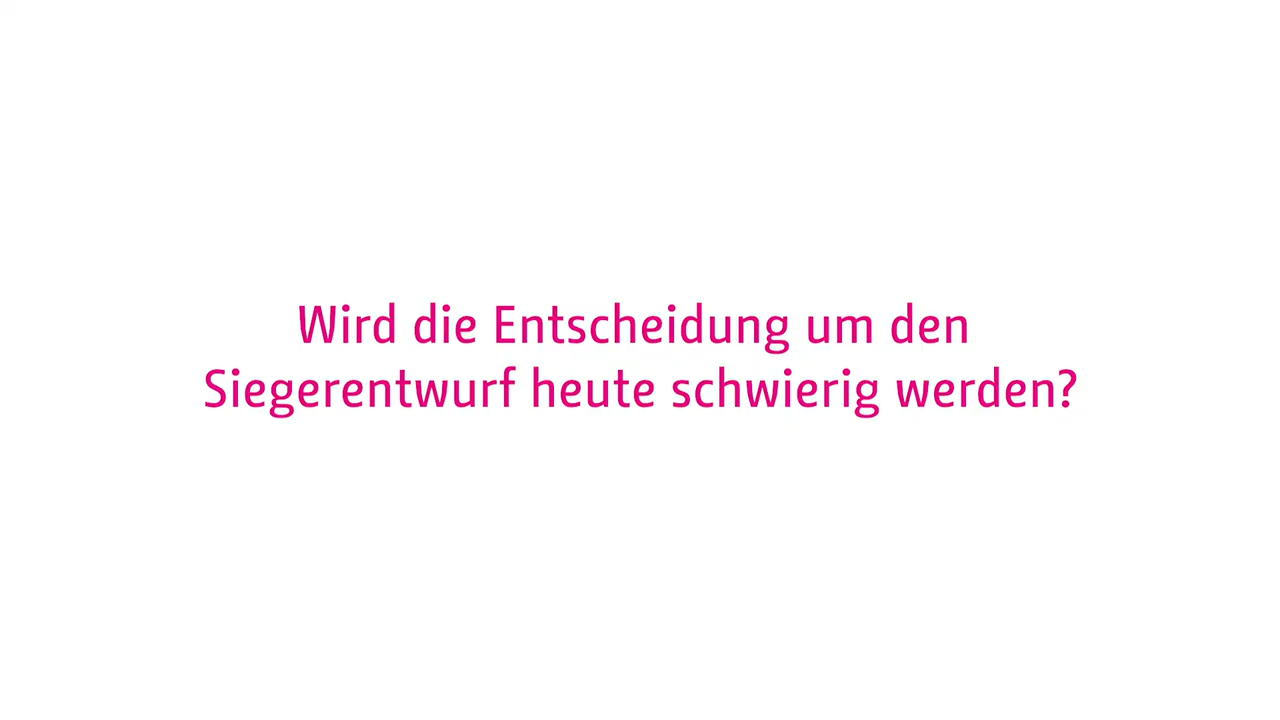 Wird die Entscheidung um den
Siegerentwurf heute schwierig werden?